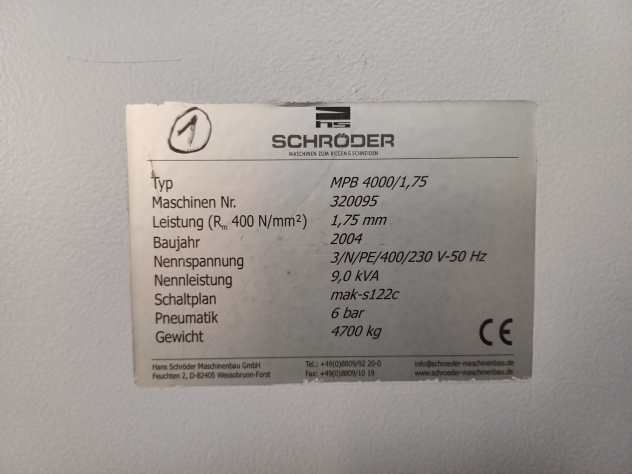 1
hs
SCHRÖDER
MASCHINEN ZUM BIEGEN & SCHNEIDEN
Typ MPB 4000/1,75
Maschinen Nr. 320095
Leistung (Rm 400 N/mm²) 1,75 mm
Baujahr 2004
Nennspannung 3/N/PE/400/230 V-50 Hz
Nennleistung 9,0 kVA
Schaltplan mak-s122c
Pneumatik 6 bar
Gewicht 4700 kg
CE
Hans Schröder Maschinenbau GmbH Tel.: +49(0)8809/92 20-0 info@schroeder-maschinenbau.de
Feuchten 2, D-82405 Wessobrunn-Forst Fax: +49(0)8809/10 19 www.schroeder-maschinenbau.de